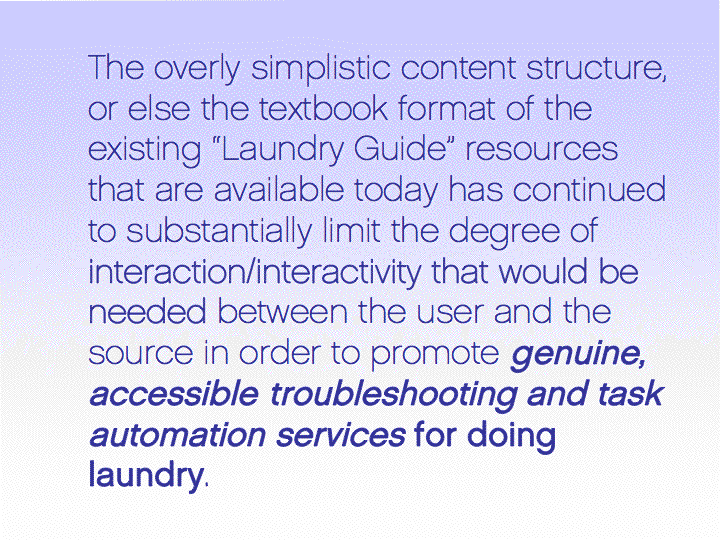 The overly simplistic content structure,
or else the textbook format of the
existing “Laundry Guide” resources
that are available today has continued
to substantially limit the degree of
interaction/interactivity that would be
needed between the user and the
source in order to promote genuine,
accessible troubleshooting and task
automation services for doing
laundry.